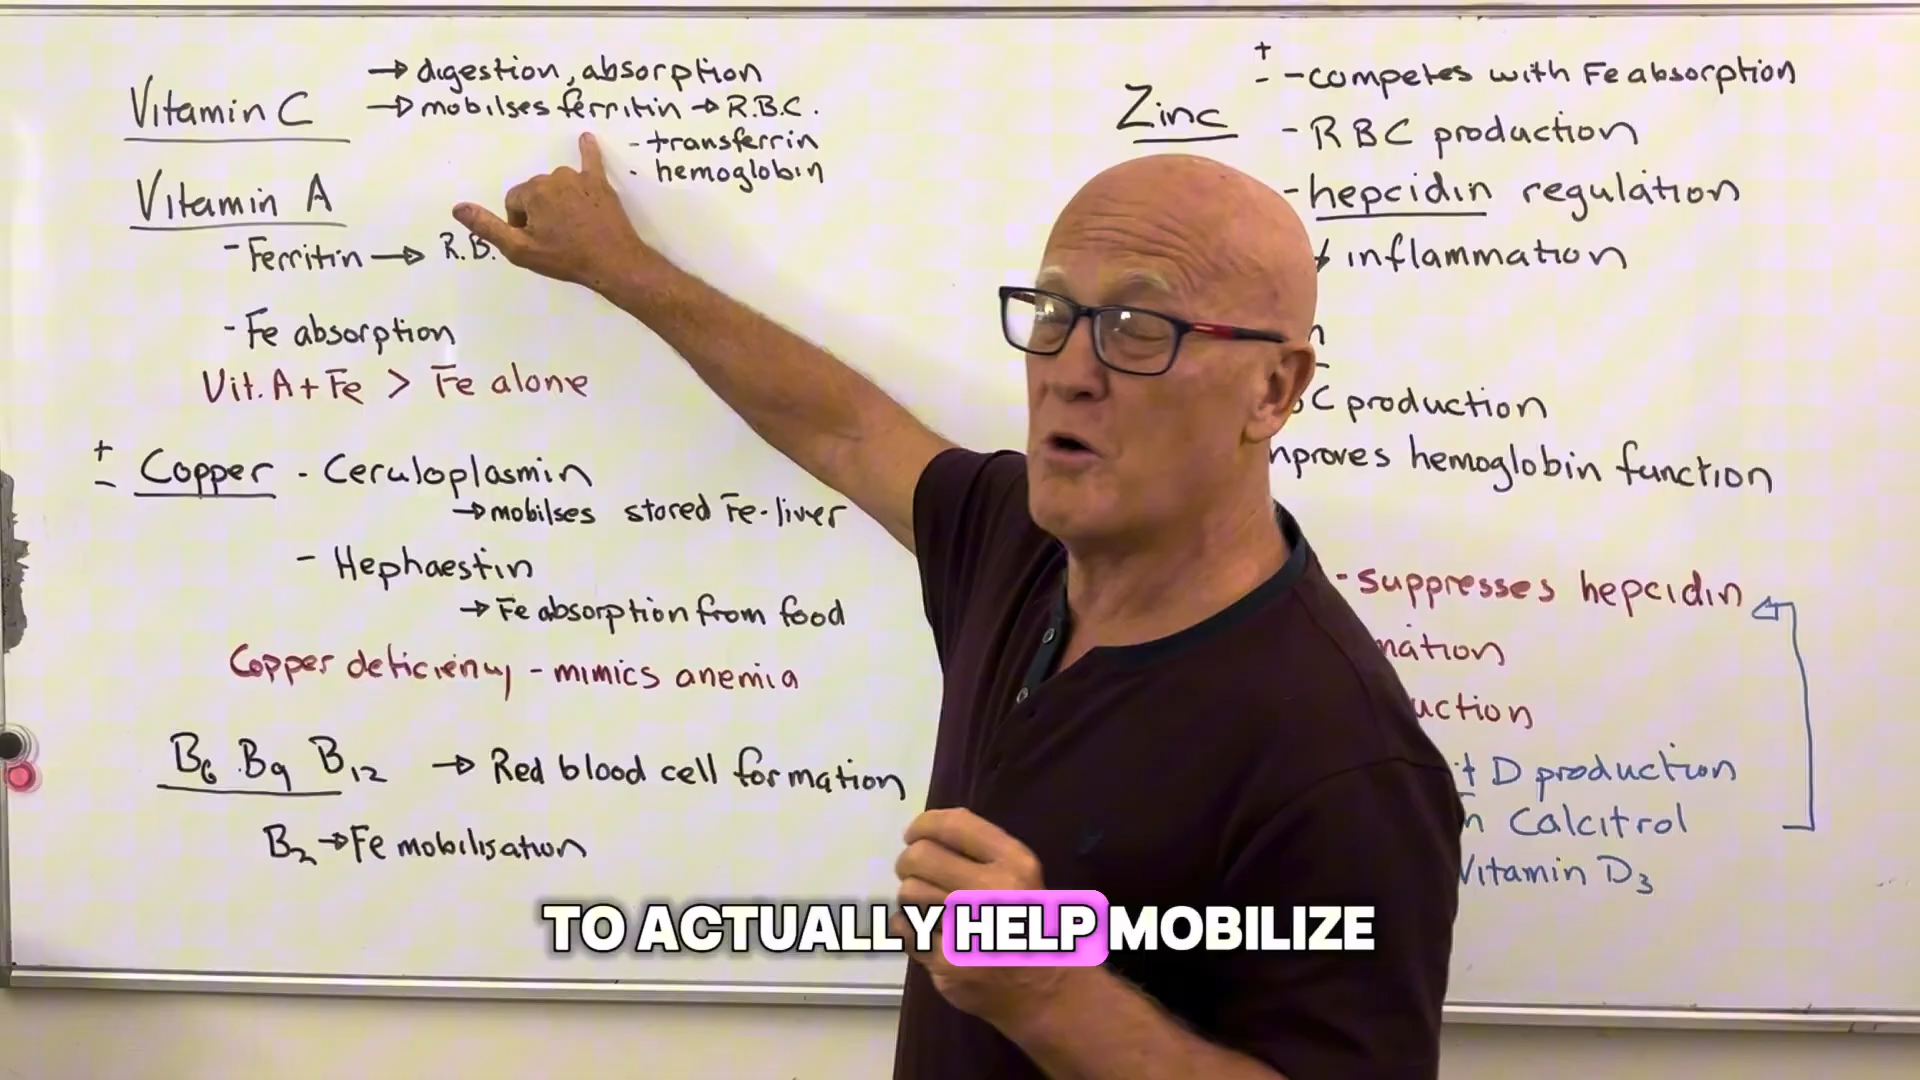 Vitamin C
→ digestion, absorption
→ mobilses ferritin → R.B.C.
- transferrin
- hemoglobin
Vitamin A
- Ferritin → R.B.
- Fe absorption
Vit. A + Fe > Fe alone
+
- Copper - Ceruloplasmin
→ mobilses stored Fe - liver
- Hephaestin
→ Fe absorption from food
Copper deficiency - mimics anemia
B6 B9 B12 → Red blood cell formation
B2 → Fe mobilisation
Zinc
+
- - competes with Fe absorption
- RBC production
- hepcidin regulation
inflammation
C production
mproves hemoglobin function
- suppresses hepcidin
mation
uction
t D production
n Calcitrol
Vitamin D3
TO ACTUALLY HELP MOBILIZE